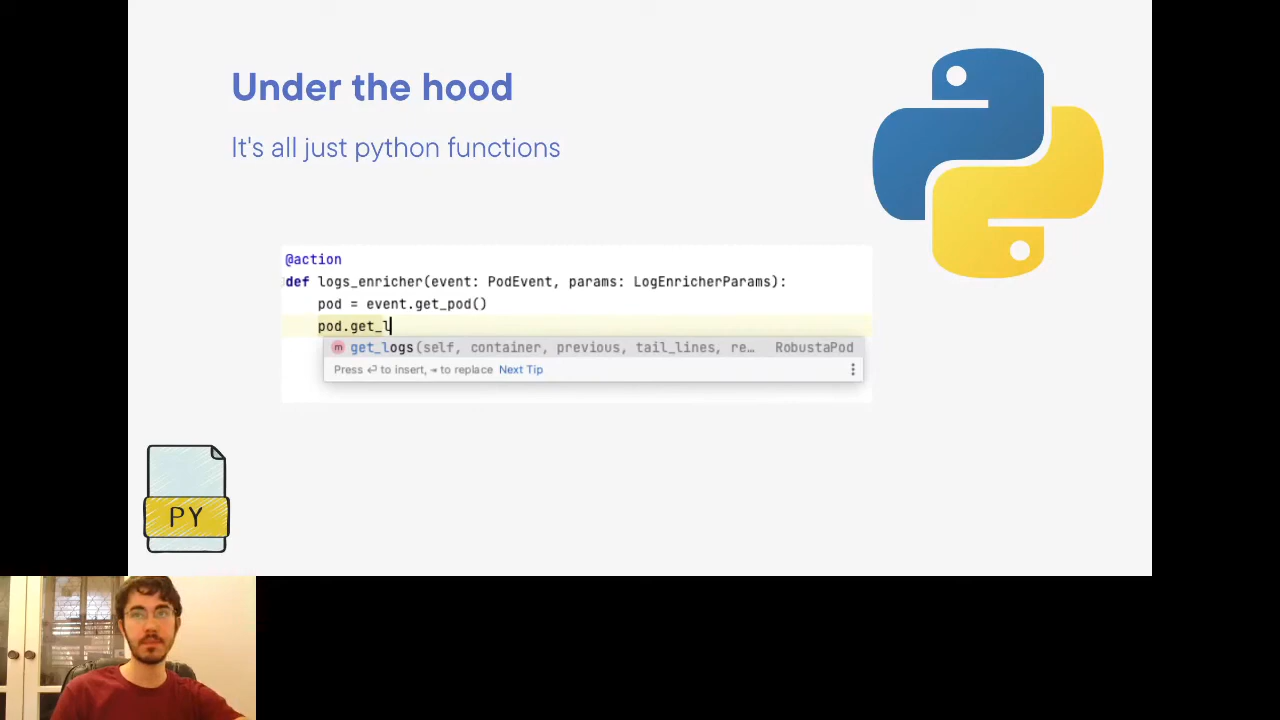 Under the hood
It's all just python functions
@action
def logs_enricher(event: PodEvent, params: LogEnricherParams):
pod = event.get_pod()
pod.get_l
get_logs(self, container, previous, tail_lines, re… RobustaPod
Press ⏎ to insert, ⇥ to replace Next Tip
PY